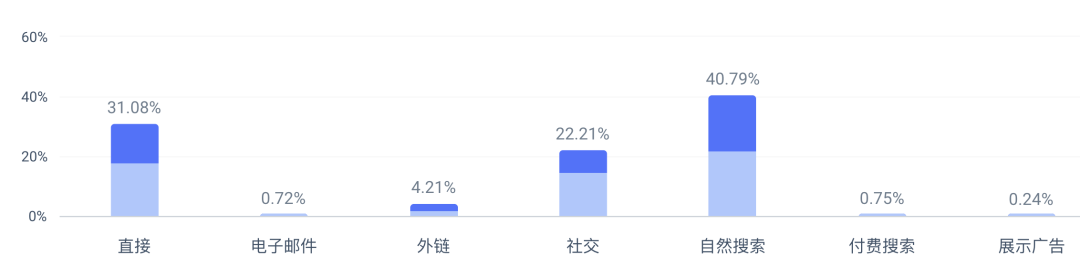 60%
40%
20%
0%
31.08%
0.72%
4.21%
22.21%
40.79%
0.75%
0.24%
直接
电子邮件
外链
社交
自然搜索
付费搜索
展示广告